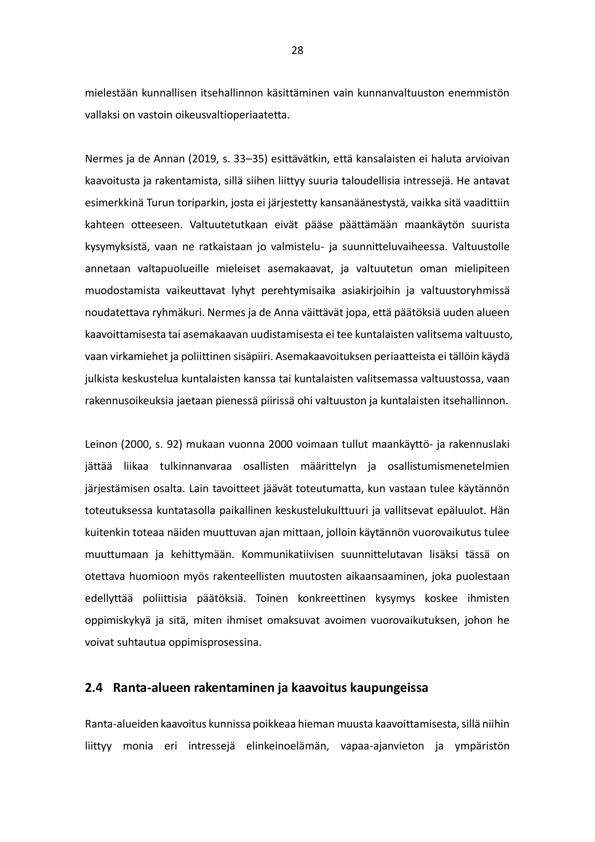 28
mielestään kunnallisen itsehallinnon käsittäminen vain kunnanvaltuuston enemmistön
vallaksi on vastoin oikeusvaltioperiaatetta.
Nermes ja de Annan (2019, s. 33–35) esittävätkin, että kansalaisten ei haluta arvioivan
kaavoitusta ja rakentamista, sillä siihen liittyy suuria taloudellisia intressejä. He antavat
esimerkkinä Turun toriparkin, josta ei järjestetty kansanäänestystä, vaikka sitä vaadittiin
kahteen otteeseen. Valtuutetutkaan eivät pääse päättämään maankäytön suurista
kysymyksistä, vaan ne ratkaistaan jo valmistelu- ja suunnitteluvaiheessa. Valtuustolle
annetaan valtapuolueille mieleiset asemakaavat, ja valtuutetun oman mielipiteen
muodostamista vaikeuttavat lyhyt perehtymisaika asiakirjoihin ja valtuustoryhmissä
noudatettava ryhmäkuri. Nermes ja de Anna väittävät jopa, että päätöksiä uuden alueen
kaavoittamisesta tai asemakaavan uudistamisesta ei tee kuntalaisten valitsema valtuusto,
vaan virkamiehet ja poliittinen sisäpiiri. Asemakaavoituksen periaatteista ei tällöin käydä
julkista keskustelua kuntalaisten kanssa tai kuntalaisten valitsemassa valtuustossa, vaan
rakennusoikeuksia jaetaan pienessä piirissä ohi valtuuston ja kuntalaisten itsehallinnon.
Leinon (2000, s. 92) mukaan vuonna 2000 voimaan tullut maankäyttö- ja rakennuslaki
jättää liikaa tulkinnanvaraa osallisten määrittelyn ja osallistumismenetelmien
järjestämisen osalta. Lain tavoitteet jäävät toteutumatta, kun vastaan tulee käytännön
toteutuksessa kuntatasolla paikallinen keskustelukulttuuri ja vallitsevat epäluulot. Hän
kuitenkin toteaa näiden muuttuvan ajan mittaan, jolloin käytännön vuorovaikutus tulee
muuttumaan ja kehittymään. Kommunikatiivisen suunnittelutavan lisäksi tässä on
otettava huomioon myös rakenteellisten muutosten aikaansaaminen, joka puolestaan
edellyttää poliittisia päätöksiä. Toinen konkreettinen kysymys koskee ihmisten
oppimiskykyä ja sitä, miten ihmiset omaksuvat avoimen vuorovaikutuksen, johon he
voivat suhtautua oppimisprosessina.
2.4 Ranta-alueen rakentaminen ja kaavoitus kaupungeissa
Ranta-alueiden kaavoitus kunnissa poikkeaa hieman muusta kaavoittamisesta, sillä niihin
liittyy monia eri intressejä elinkeinoelämän, vapaa-ajanvieton ja ympäristön